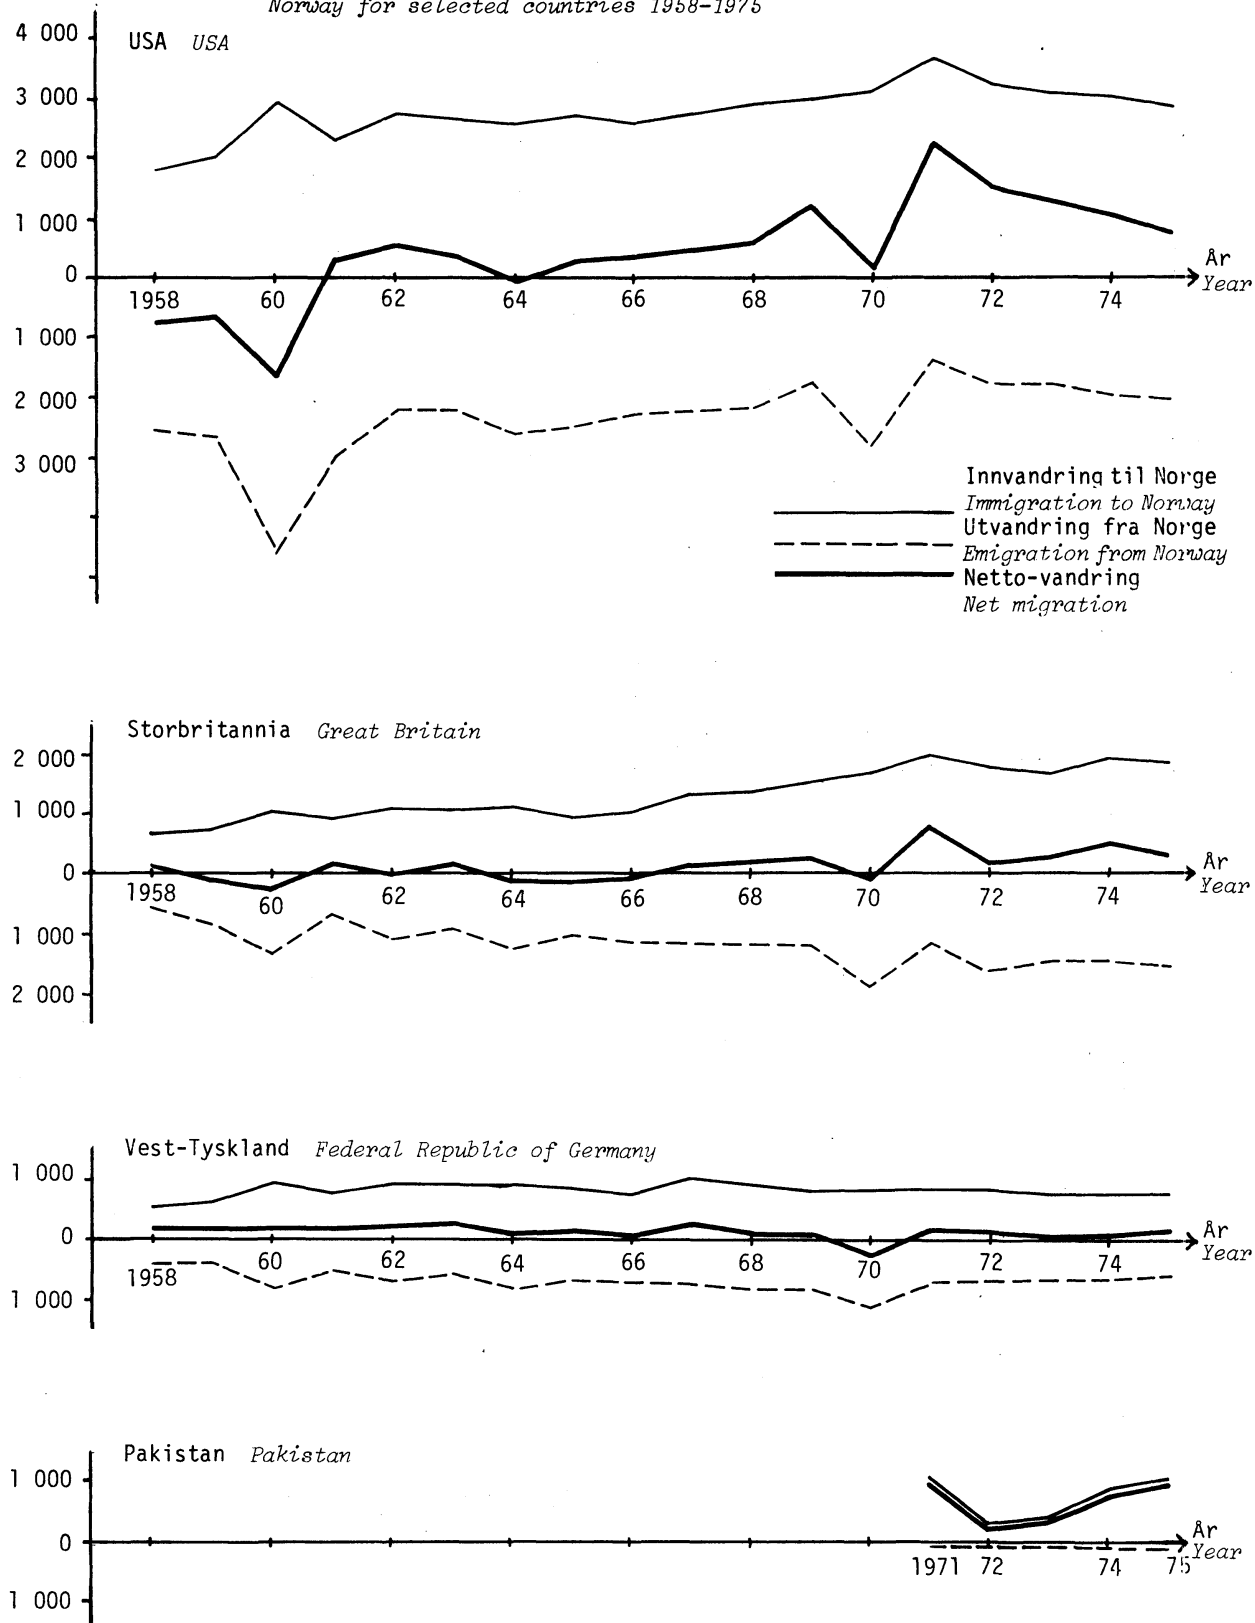 Norway for selected countries 1958-1975
4 000
USA USA
3 000
2 000
1 000
0
År
Year
1958 60 62 64 66 68 70 72 74
1 000
2 000
3 000
Innvandring til Norge
Immigration to Norway
Utvandring fra Norge
Emigration from Norway
Netto-vandring
Net migration
Storbritannia Great Britain
2 000
1 000
0
År
Year
1958 60 62 64 66 68 70 72 74
1 000
2 000
Vest-Tyskland Federal Republic of Germany
1 000
0
År
Year
1958 60 62 64 66 68 70 72 74
1 000
Pakistan Pakistan
1 000
0
År
Year
1971 72 74 75
1 000